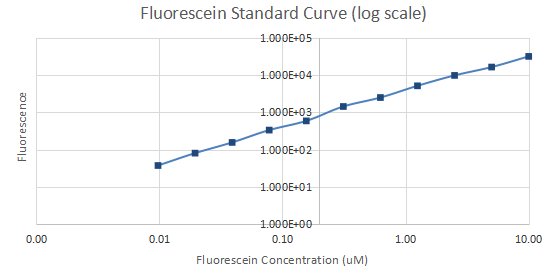 Fluorescein Standard Curve (log scale)
1.000E+05
1.000E+04
1.000E+03
1.000E+02
1.000E+01
1.000E+00
Fluorescence
0.00 0.01 0.10 1.00 10.00
Fluorescein Concentration (uM)